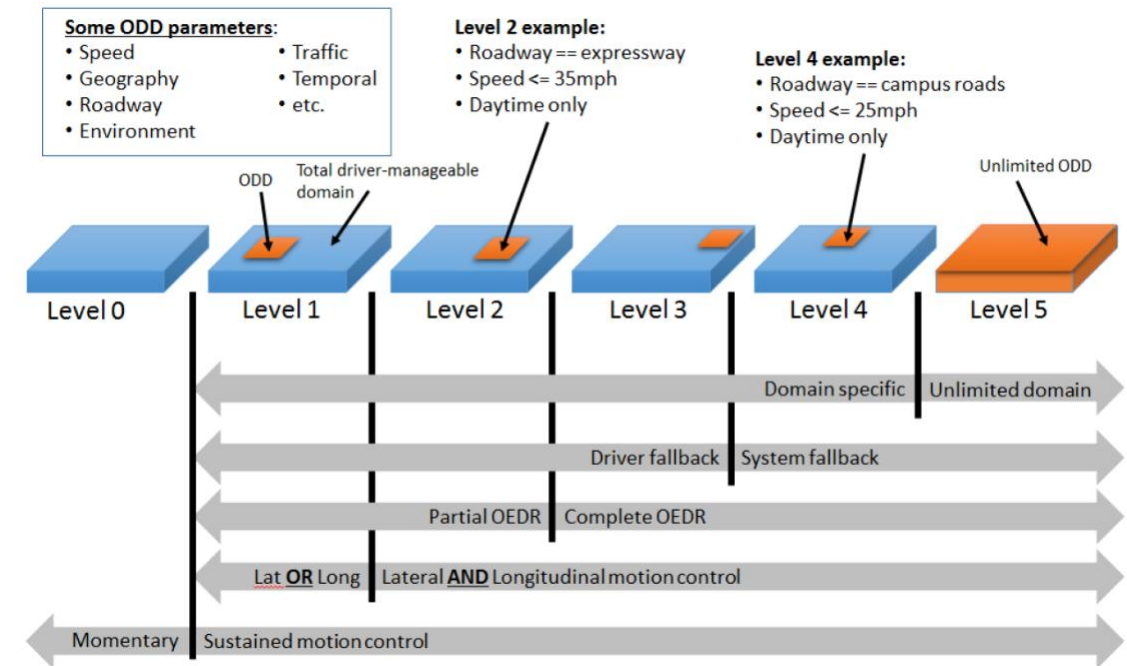 Some ODD parameters:
• Speed
• Geography
• Roadway
• Environment
• Traffic
• Temporal
• etc.
Level 2 example:
• Roadway == expressway
• Speed <= 35mph
• Daytime only
Level 4 example:
• Roadway == campus roads
• Speed <= 25mph
• Daytime only
ODD
Total driver-manageable
domain
Unlimited ODD
Level 0
Level 1
Level 2
Level 3
Level 4
Level 5
Domain specific
Unlimited domain
Driver fallback
System fallback
Partial OEDR
Complete OEDR
Lat OR Long
Lateral AND Longitudinal motion control
Momentary
Sustained motion control